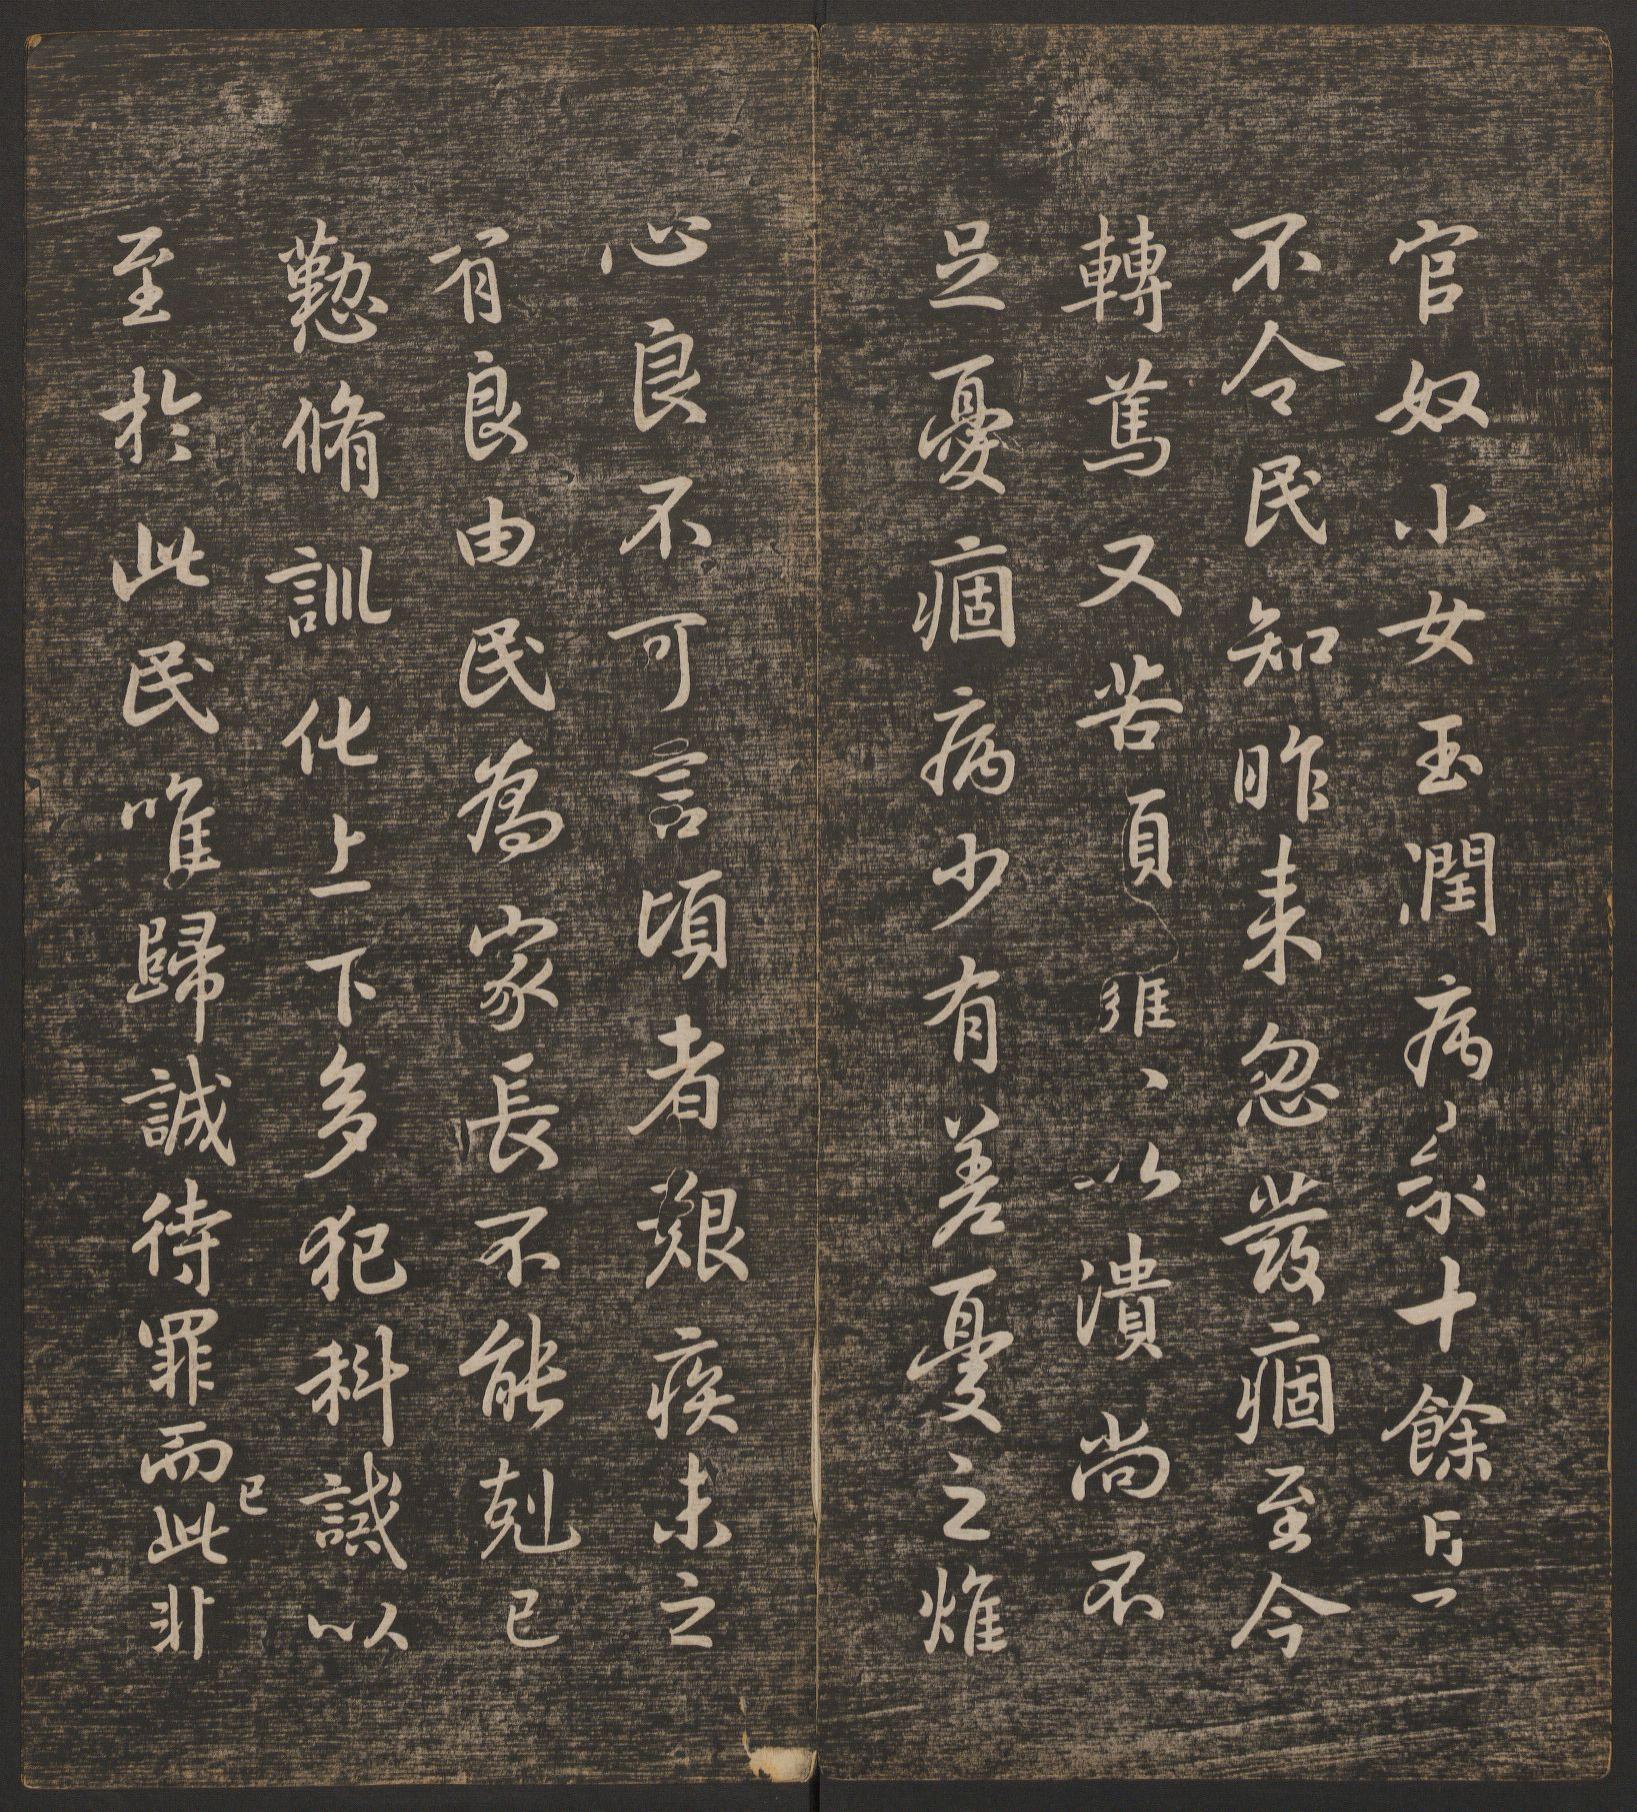 官奴小女玉潤病來十餘日
不令民知昨来忽發痼至今
轉篤又苦頭癰、以潰尚不
足憂痼病少有差憂之燋
心良不可言頃者艱疾未之
有良由民為家長不能剋已
懃脩訓化上下多犯科誡以
至於此民唯歸誠待罪而此非
已